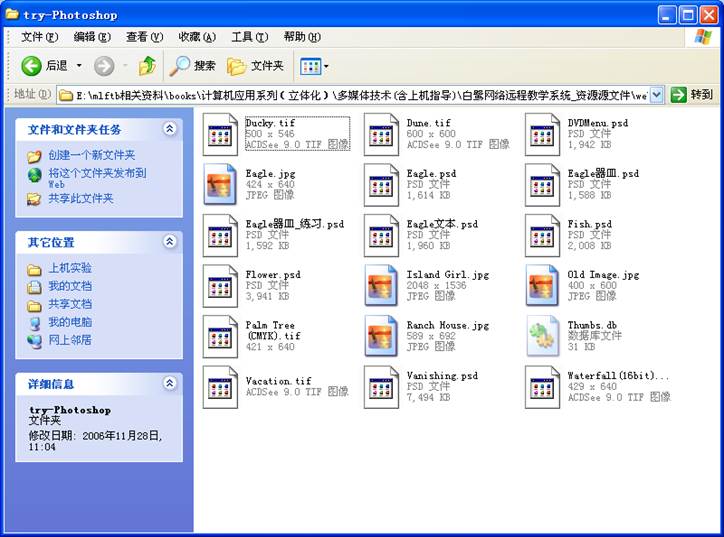 try-Photoshop
文件(F) 编辑(E) 查看(V) 收藏(A) 工具(T) 帮助(H)
后退 搜索 文件夹
地址(D) E:\mlftb相关资料\books\计算机应用系列(立体化)\多媒体技术(含上机指导)\白鹭网络远程教学系统_资源源文件\we 转到
文件和文件夹任务
创建一个新文件夹
将这个文件夹发布到
Web
共享此文件夹
其它位置
上机实验
我的文档
共享文档
我的电脑
网上邻居
详细信息
try-Photoshop
文件夹
修改日期: 2006年11月28日,
11:04
Ducky.tif
500 x 546
ACDSee 9.0 TIF 图像
Dune.tif
600 x 600
ACDSee 9.0 TIF 图像
DVDMenu.psd
PSD 文件
1,942 KB
Eagle.jpg
424 x 640
JPEG 图像
Eagle.psd
PSD 文件
1,614 KB
Eagle器皿.psd
PSD 文件
1,588 KB
Eagle器皿_练习.psd
PSD 文件
1,592 KB
Eagle文本.psd
PSD 文件
1,960 KB
Fish.psd
PSD 文件
2,008 KB
Flower.psd
PSD 文件
3,941 KB
Island Girl.jpg
2048 x 1536
JPEG 图像
Old Image.jpg
400 x 600
JPEG 图像
Palm Tree
(CMYK).tif
421 x 640
Ranch House.jpg
589 x 692
JPEG 图像
Thumbs.db
数据库文件
31 KB
Vacation.tif
ACDSee 9.0 TIF 图像
Vanishing.psd
PSD 文件
7,494 KB
Waterfall(16bit)...
429 x 640
ACDSee 9.0 TIF 图像